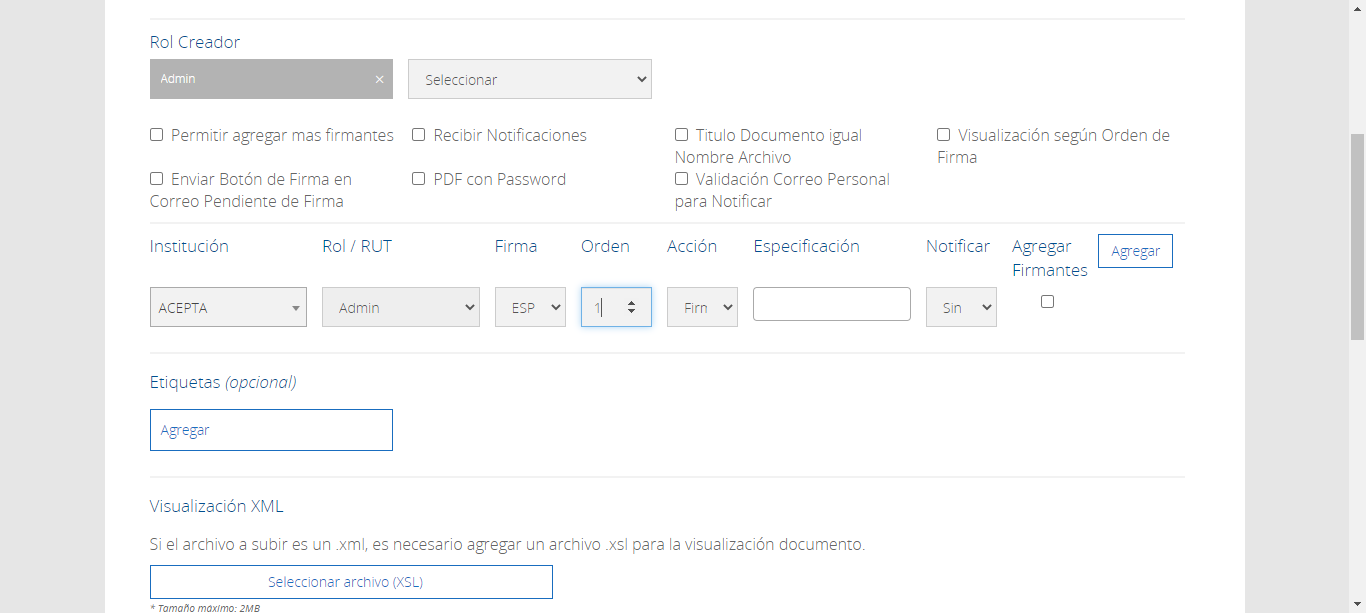 Rol Creador
Admin ×
Seleccionar
Permitir agregar mas firmantes
Recibir Notificaciones
Titulo Documento igual
Nombre Archivo
Visualización según Orden de
Firma
Enviar Botón de Firma en
Correo Pendiente de Firma
PDF con Password
Validación Correo Personal
para Notificar
Institución Rol / RUT Firma Orden Acción Especificación Notificar Agregar
Firmantes
Agregar
ACEPTA Admin ESP 1 Firn Sin
Etiquetas (opcional)
Agregar
Visualización XML
Si el archivo a subir es un .xml, es necesario agregar un archivo .xsl para la visualización documento.
Seleccionar archivo (XSL)
* Tamaño máximo: 2MB